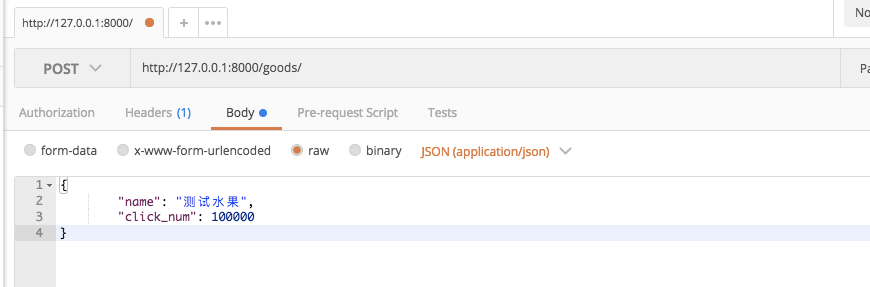 http://127.0.0.1:8000/ + •••
No
POST http://127.0.0.1:8000/goods/ Pa
Authorization Headers (1) Body Pre-request Script Tests
form-data x-www-form-urlencoded raw binary JSON (application/json)
1 {
2 "name": "测试水果",
3 "click_num": 100000
4 }